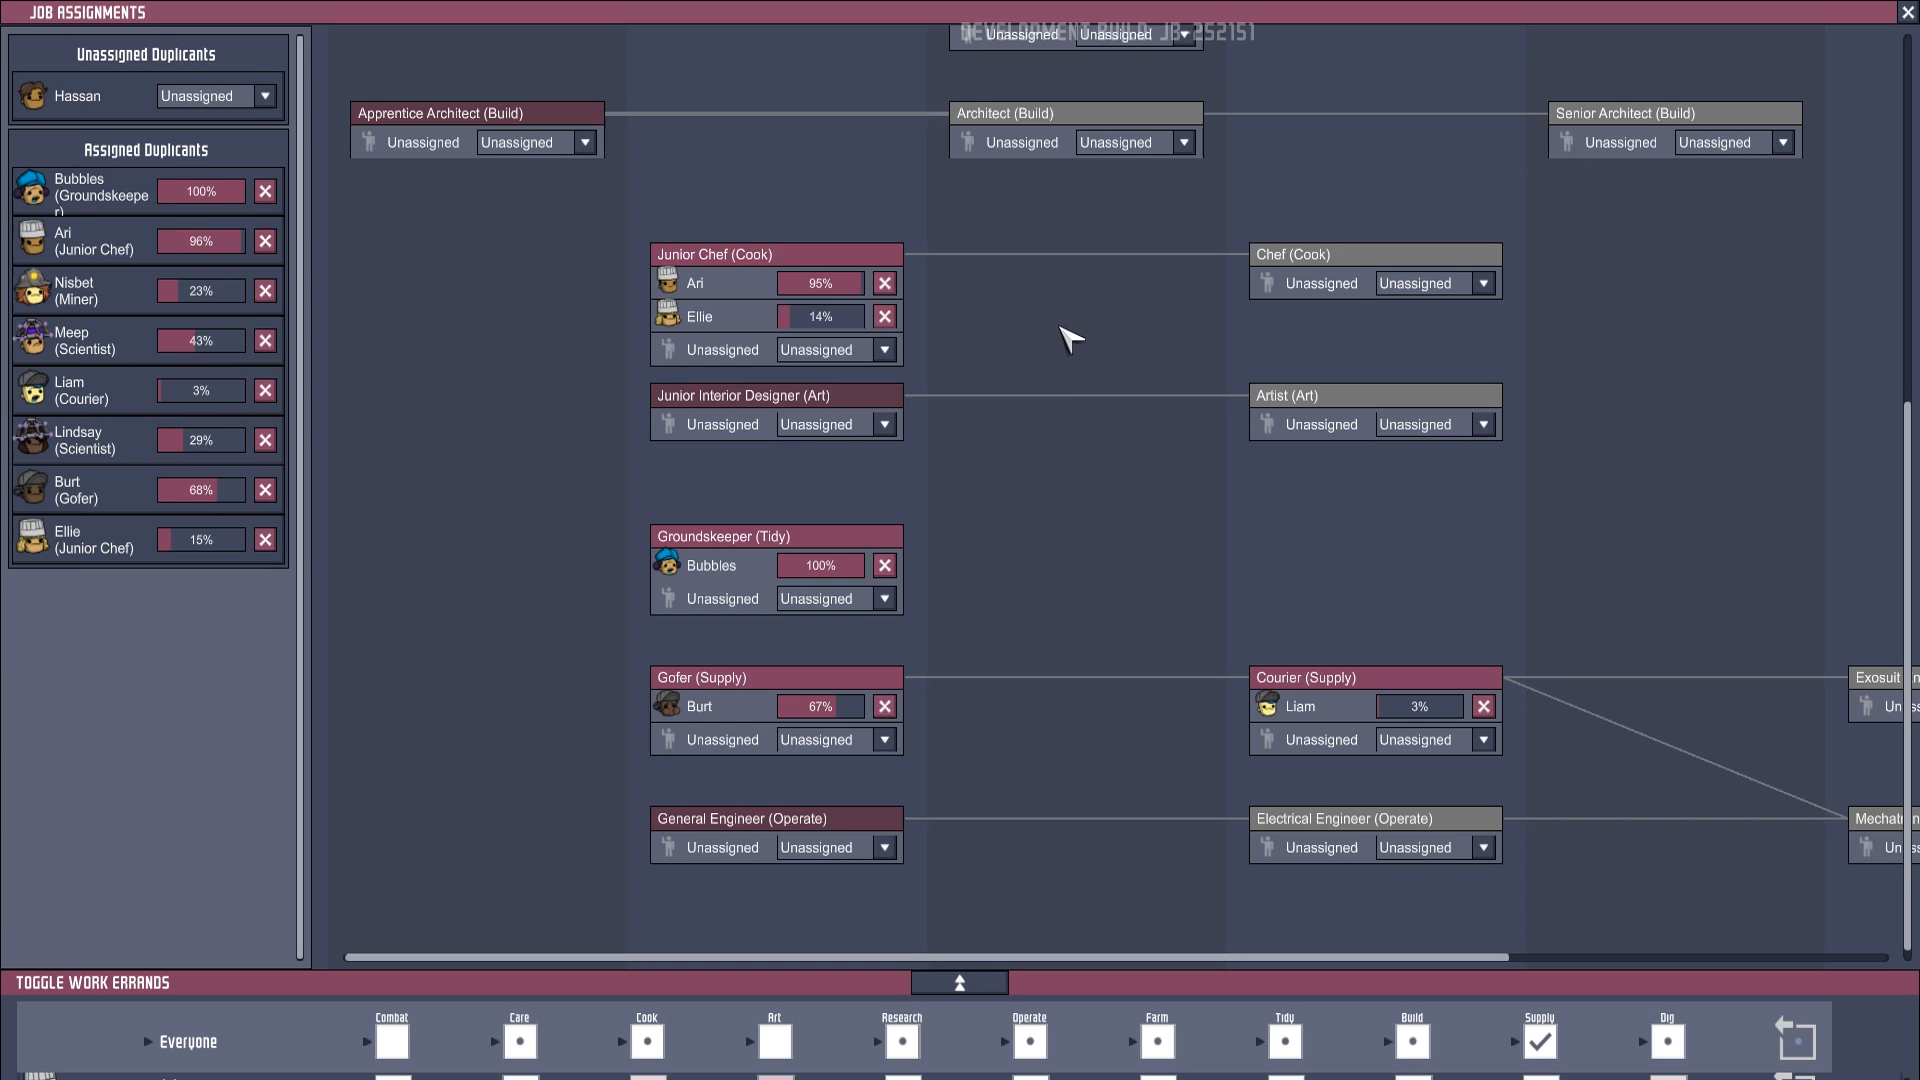 JOB ASSIGNMENTS
DEVELOPMENT BUILD JB-252151
Unassigned Unassigned
Unassigned Duplicants
Hassan Unassigned
Assigned Duplicants
Bubbles
(Groundskeepe
r)
100%
Ari
(Junior Chef)
96%
Nisbet
(Miner)
23%
Meep
(Scientist)
43%
Liam
(Courier)
3%
Lindsay
(Scientist)
29%
Burt
(Gofer)
68%
Ellie
(Junior Chef)
15%
Apprentice Architect (Build)
Unassigned Unassigned
Architect (Build)
Unassigned Unassigned
Senior Architect (Build)
Unassigned Unassigned
Junior Chef (Cook)
Ari 95%
Ellie 14%
Unassigned Unassigned
Chef (Cook)
Unassigned Unassigned
Junior Interior Designer (Art)
Unassigned Unassigned
Artist (Art)
Unassigned Unassigned
Groundskeeper (Tidy)
Bubbles 100%
Unassigned Unassigned
Gofer (Supply)
Burt 67%
Unassigned Unassigned
Courier (Supply)
Liam 3%
Unassigned Unassigned
Exosuit
General Engineer (Operate)
Unassigned Unassigned
Electrical Engineer (Operate)
Unassigned Unassigned
TOGGLE WORK ERRANDS
Combat Care Cook Art Research Operate Farm Tidy Build Supply Dig
Everyone